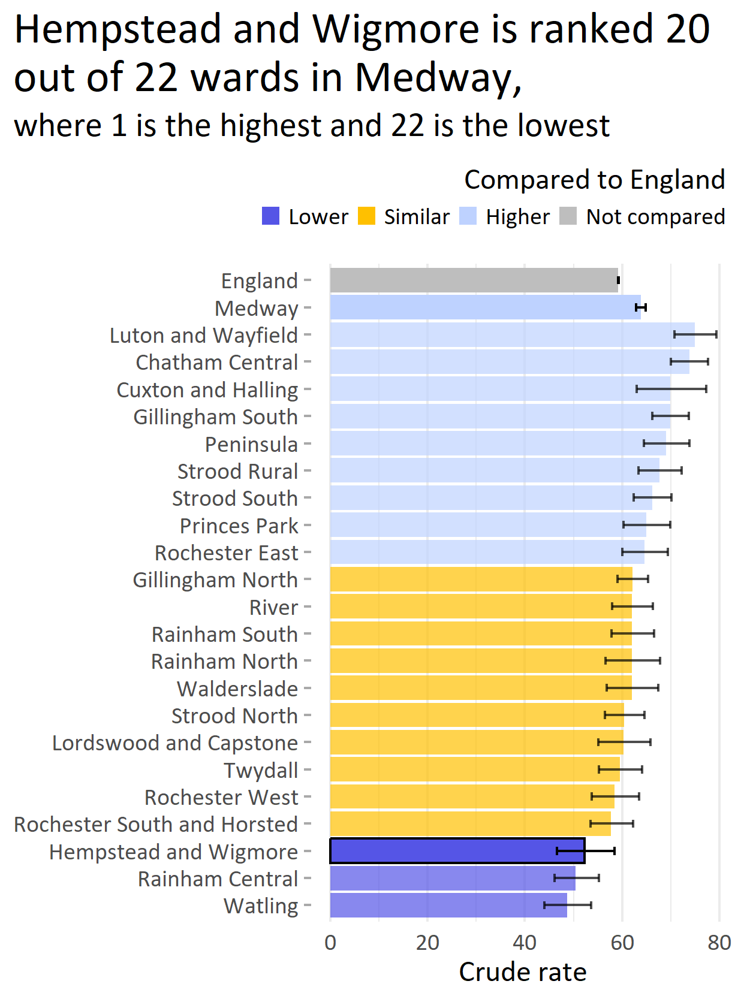 Hempstead and Wigmore is ranked 20
out of 22 wards in Medway,
where 1 is the highest and 22 is the lowest
Compared to England
Lower Similar Higher Not compared
England
Medway
Luton and Wayfield
Chatham Central
Cuxton and Halling
Gillingham South
Peninsula
Strood Rural
Strood South
Princes Park
Rochester East
Gillingham North
River
Rainham South
Rainham North
Walderslade
Strood North
Lordswood and Capstone
Twydall
Rochester West
Rochester South and Horsted
Hempstead and Wigmore
Rainham Central
Watling
0 20 40 60 80
Crude rate